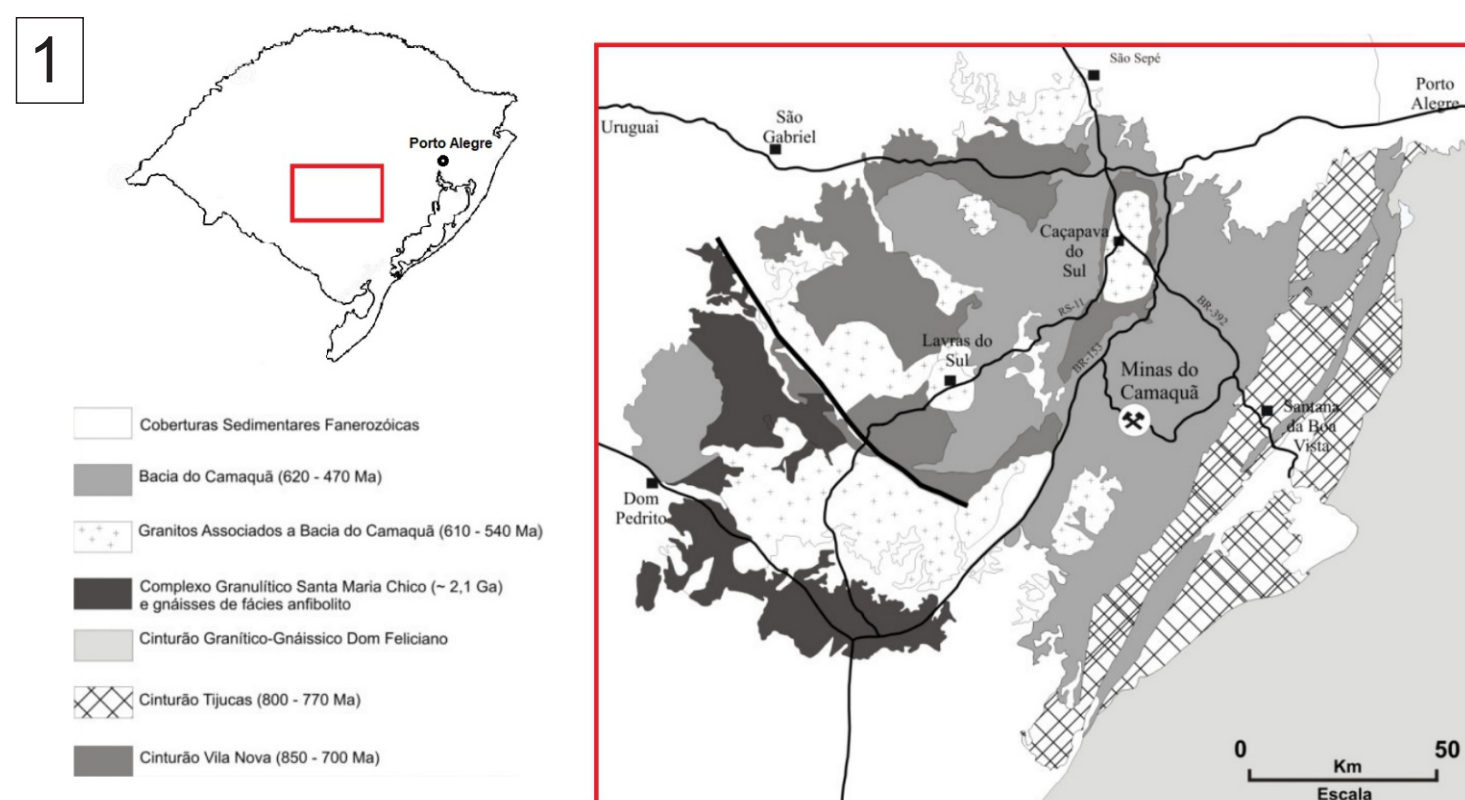 1
Porto Alegre
Coberturas Sedimentares Fanerozóicas
Bacia do Camaquã (620 - 470 Ma)
Granitos Associados a Bacia do Camaquã (610 - 540 Ma)
Complexo Granulítico Santa Maria Chico (~ 2,1 Ga)
e gnáisses de fácies anfibolito
Cinturão Granítico-Gnáissico Dom Feliciano
Cinturão Tijucas (800 - 770 Ma)
Cinturão Vila Nova (850 - 700 Ma)
São Sepé
Porto
Alegre
Uruguai
São
Gabriel
Caçapava
do
Sul
RS-11
BR-392
Lavras do
Sul
BR-153
Minas do
Camaquã
Santana
da Boa
Vista
Dom
Pedrito
0 50
Km
Escala